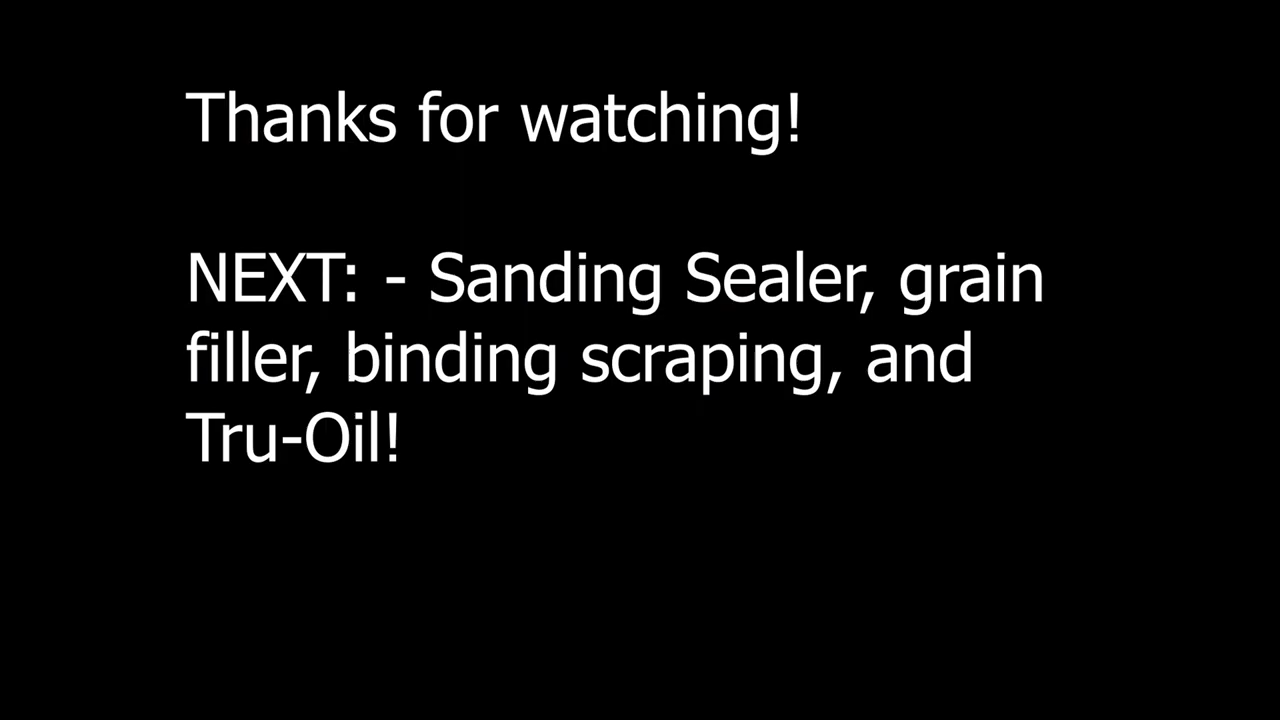 Thanks for watching!
NEXT: - Sanding Sealer, grain
filler, binding scraping, and
Tru-Oil!